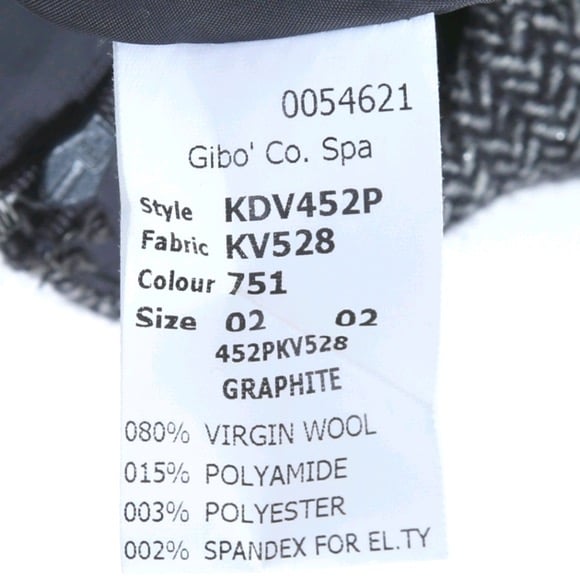 0054621
Gibo' Co. Spa
Style KDV452P
Fabric KV528
Colour 751
Size 02 02
452PKV528
GRAPHITE
080% VIRGIN WOOL
015% POLYAMIDE
003% POLYESTER
002% SPANDEX FOR EL.TY